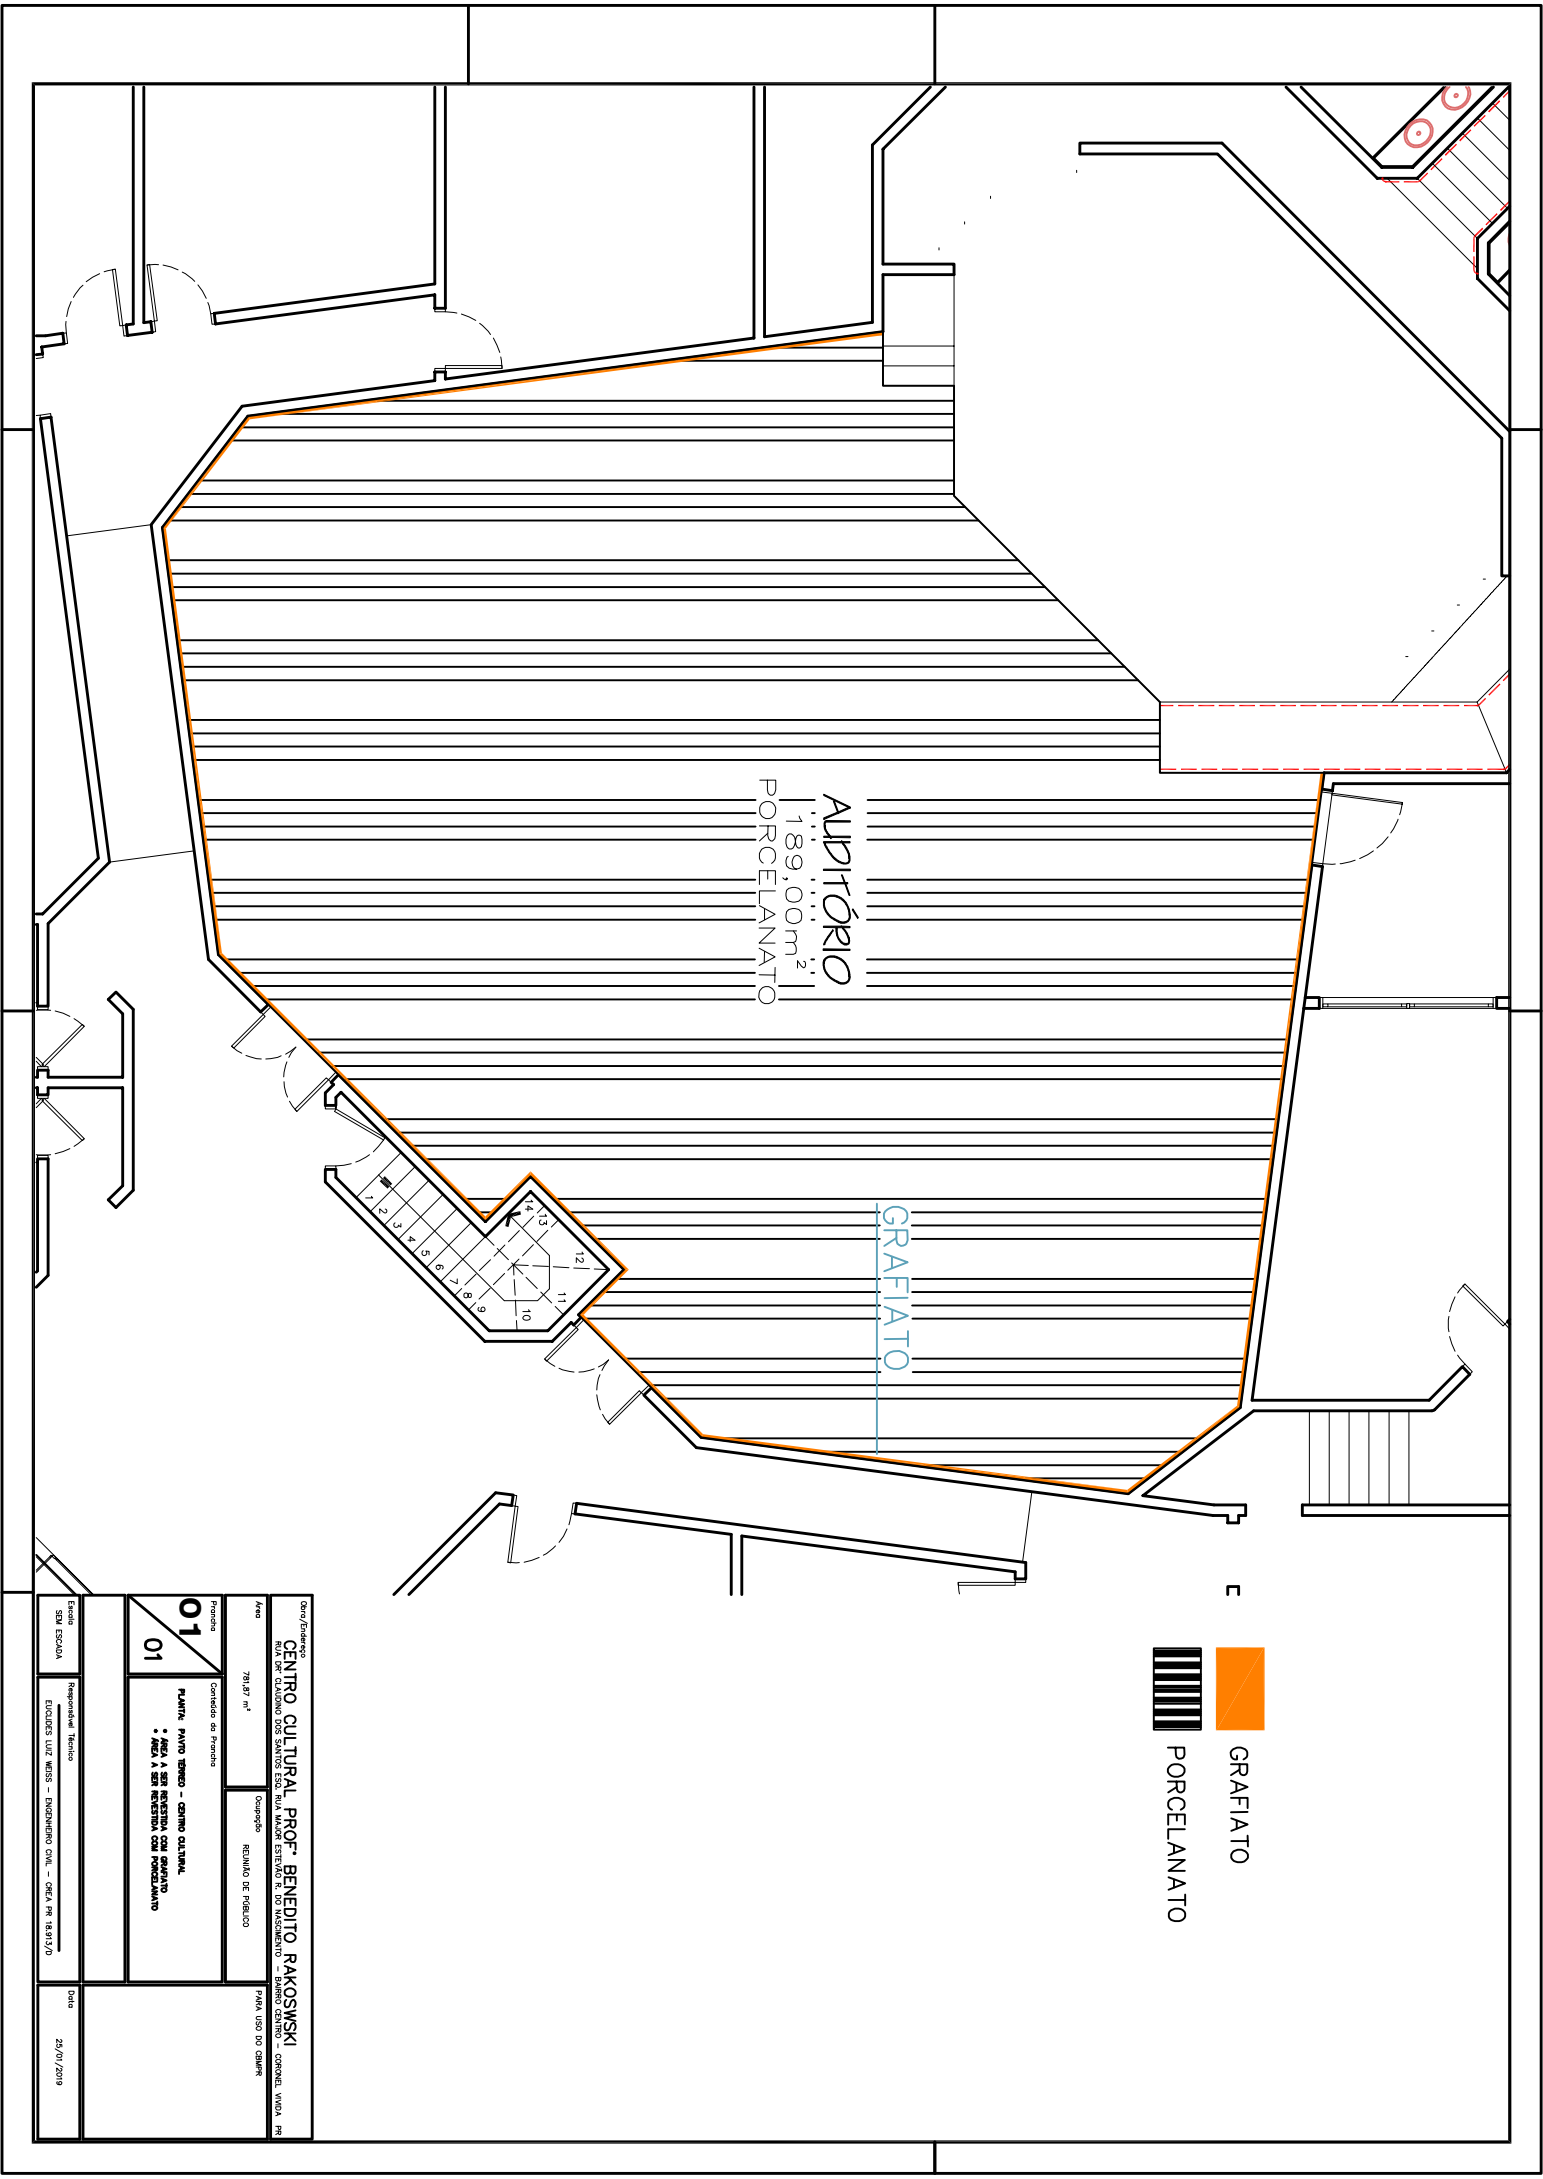 AUDITÓRIO
189,00m²
PORCELANATO
GRAFIATO
14
13
12
11
10
9
8
7
6
5
4
3
2
1
GRAFIATO
PORCELANATO
Obra/Endereço
CENTRO CULTURAL PROFº BENEDITO RAKOSWSKI
RUA DRº CLAUDINO DOS SANTOS ESQ. RUA MAJOR ESTEVÃO R. DO NASCIMENTO - BAIRRO CENTRO - CORONEL VIVIDA PR
Área
781,87 m²
Ocupação
REUNIÃO DE PÚBLICO
PARA USO DO CBMPR
Prancha
01
01
Conteúdo da Prancha
PLANTA: PAVTO TÉRREO - CENTRO CULTURAL
* ÁREA A SER REVESTIDA COM GRAFIATO
* ÁREA A SER REVESTIDA COM PORCELANATO
Escala
SEM ESCADA
Responsável Técnico
EUCLIDES LUIZ WEISS - ENGENHEIRO CIVIL - CREA PR 18.913/D
Data
25/01/2019